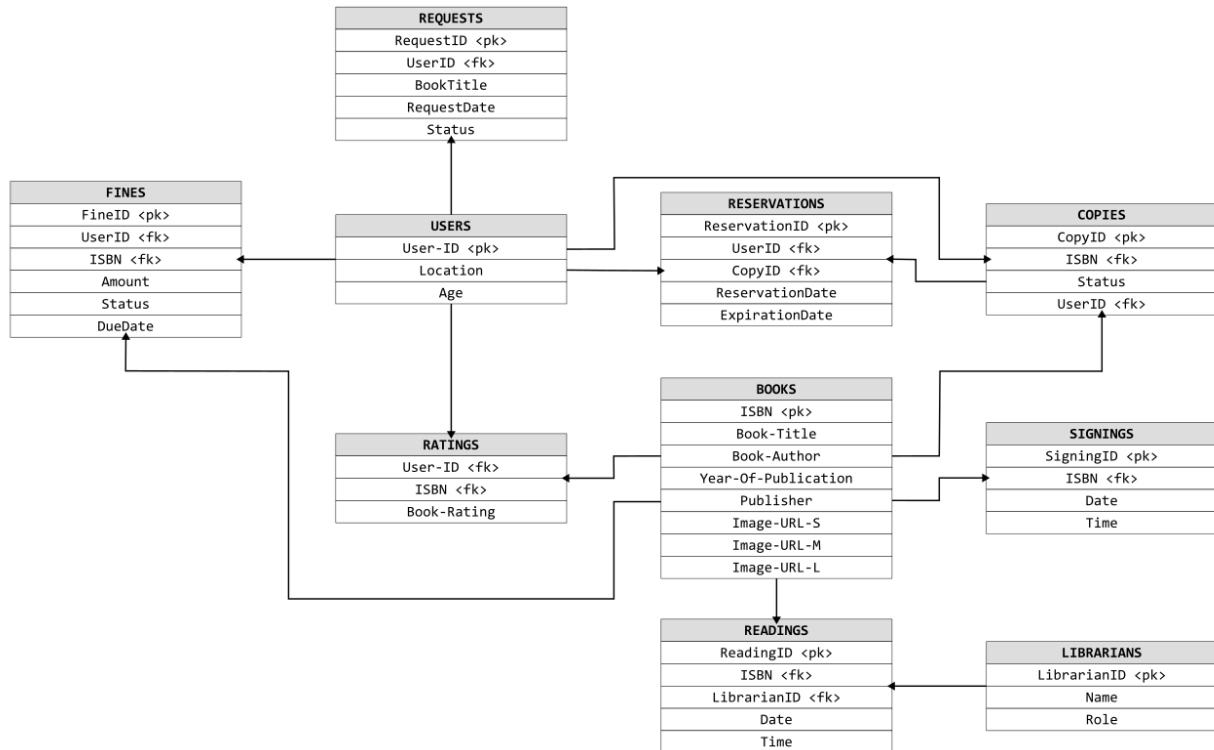 REQUESTS
RequestID <pk>
UserID <fk>
BookTitle
RequestDate
Status
FINES
FineID <pk>
UserID <fk>
ISBN <fk>
Amount
Status
DueDate
USERS
User-ID <pk>
Location
Age
RESERVATIONS
ReservationID <pk>
UserID <fk>
CopyID <fk>
ReservationDate
ExpirationDate
COPIES
CopyID <pk>
ISBN <fk>
Status
UserID <fk>
RATINGS
User-ID <fk>
ISBN <fk>
Book-Rating
BOOKS
ISBN <pk>
Book-Title
Book-Author
Year-Of-Publication
Publisher
Image-URL-S
Image-URL-M
Image-URL-L
SIGNINGS
SigningID <pk>
ISBN <fk>
Date
Time
READINGS
ReadingID <pk>
ISBN <fk>
LibrarianID <fk>
Date
Time
LIBRARIANS
LibrarianID <pk>
Name
Role